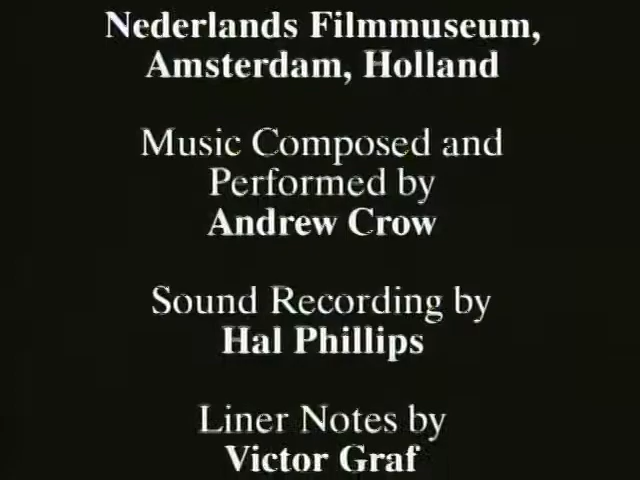 Nederlands Filmmuseum,
Amsterdam, Holland
Music Composed and
Performed by
Andrew Crow
Sound Recording by
Hal Phillips
Liner Notes by
Victor Graf